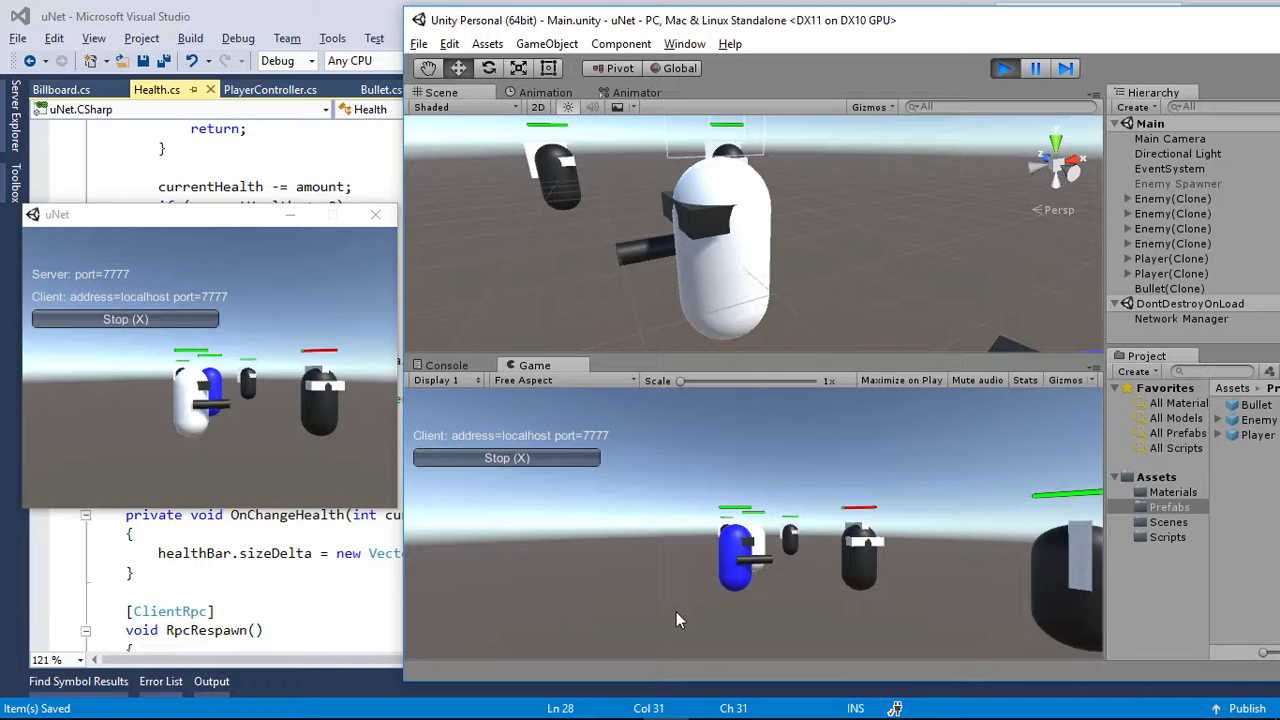 uNet - Microsoft Visual Studio
File Edit View Project Build Debug Team Tools Test
Debug Any CPU
Server Explorer
Toolbox
Billboard.cs Health.cs PlayerController.cs Bullet.cs
uNet.CSharp Health
return;
}
currentHealth -= amount;
uNet
Server: port=7777
Client: address=localhost port=7777
Stop (X)
private void OnChangeHealth(int cu
{
healthBar.sizeDelta = new Vect
}
[ClientRpc]
void RpcRespawn()
{
121 %
Find Symbol Results Error List Output
Item(s) Saved Ln 28 Col 31 Ch 31 INS Publish
Unity Personal (64bit) - Main.unity - uNet - PC, Mac & Linux Standalone <DX11 on DX10 GPU>
File Edit Assets GameObject Component Window Help
Pivot Global
Scene Animation Animator
Shaded 2D Gizmos All
y
x
z
Persp
Console Game
Display 1 Free Aspect Scale 1x Maximize on Play Mute audio Stats Gizmos
Client: address=localhost port=7777
Stop (X)
Hierarchy
Create All
Main
Main Camera
Directional Light
EventSystem
Enemy Spawner
Enemy(Clone)
Enemy(Clone)
Enemy(Clone)
Enemy(Clone)
Player(Clone)
Player(Clone)
Bullet(Clone)
DontDestroyOnLoad
Network Manager
Project
Create
Favorites
All Material
All Models
All Prefabs
All Scripts
Assets
Materials
Prefabs
Scenes
Scripts
Assets Pr
Bullet
Enemy
Player